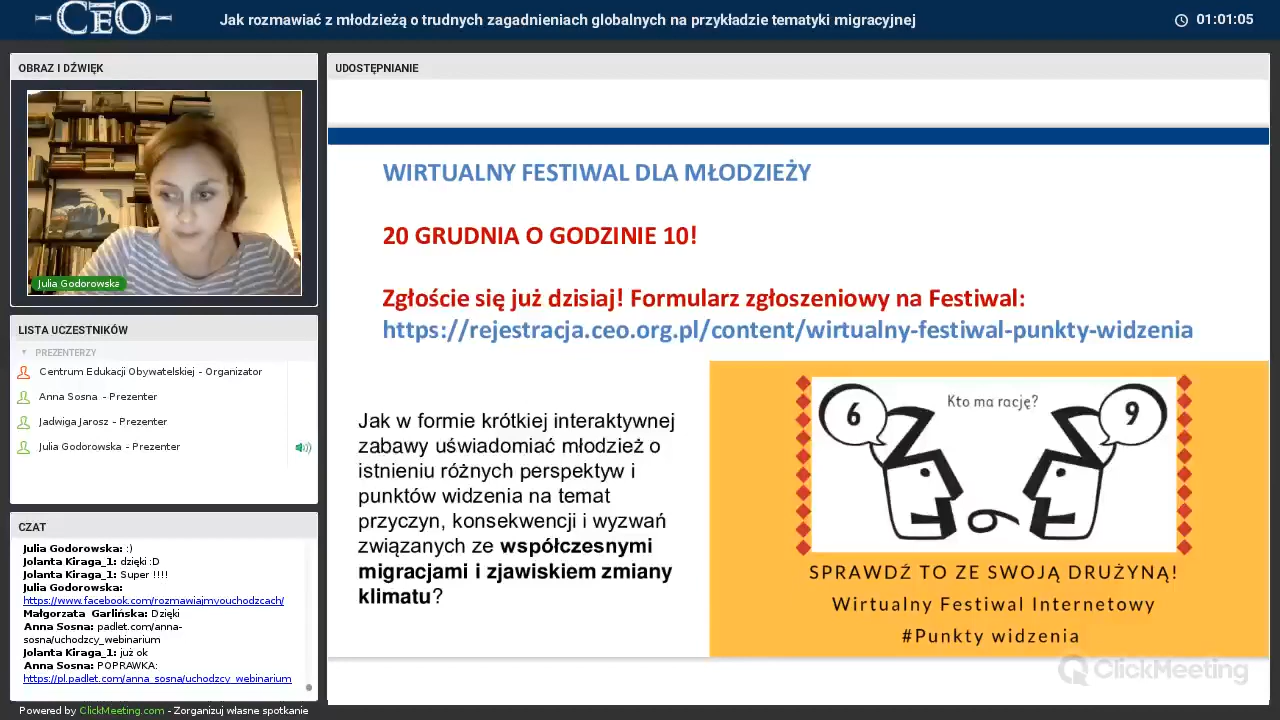 CEO
Jak rozmawiać z młodzieżą o trudnych zagadnieniach globalnych na przykładzie tematyki migracyjnej
01:01:05
OBRAZ I DŹWIĘK
Julia Godorowska
LISTA UCZESTNIKÓW
PREZENTERZY
Centrum Edukacji Obywatelskiej - Organizator
Anna Sosna - Prezenter
Jadwiga Jarosz - Prezenter
Julia Godorowska - Prezenter
CZAT
Julia Godorowska: :)
Jolanta Kiraga_1: dzięki :D
Jolanta Kiraga_1: Super !!!!
Julia Godorowska:
https://www.facebook.com/rozmawiajmyouchodzcach/
Małgorzata Garlińska: Dzięki
Anna Sosna: padlet.com/anna-
sosna/uchodzcy_webinarium
Jolanta Kiraga_1: już ok
Anna Sosna: POPRAWKA:
https://pl.padlet.com/anna_sosna/uchodzcy_webinarium
Powered by ClickMeeting.com - Zorganizuj własne spotkanie
UDOSTĘPNIANIE
WIRTUALNY FESTIWAL DLA MŁODZIEŻY
20 GRUDNIA O GODZINIE 10!
Zgłoście się już dzisiaj! Formularz zgłoszeniowy na Festiwal:
https://rejestracja.ceo.org.pl/content/wirtualny-festiwal-punkty-widzenia
Jak w formie krótkiej interaktywnej
zabawy uświadomiać młodzież o
istnieniu różnych perspektyw i
punktów widzenia na temat
przyczyn, konsekwencji i wyzwań
związanych ze współczesnymi
migracjami i zjawiskiem zmiany
klimatu?
Kto ma rację?
6
9
SPRAWDŹ TO ZE SWOJĄ DRUŻYNĄ!
Wirtualny Festiwal Internetowy
#Punkty widzenia
ClickMeeting